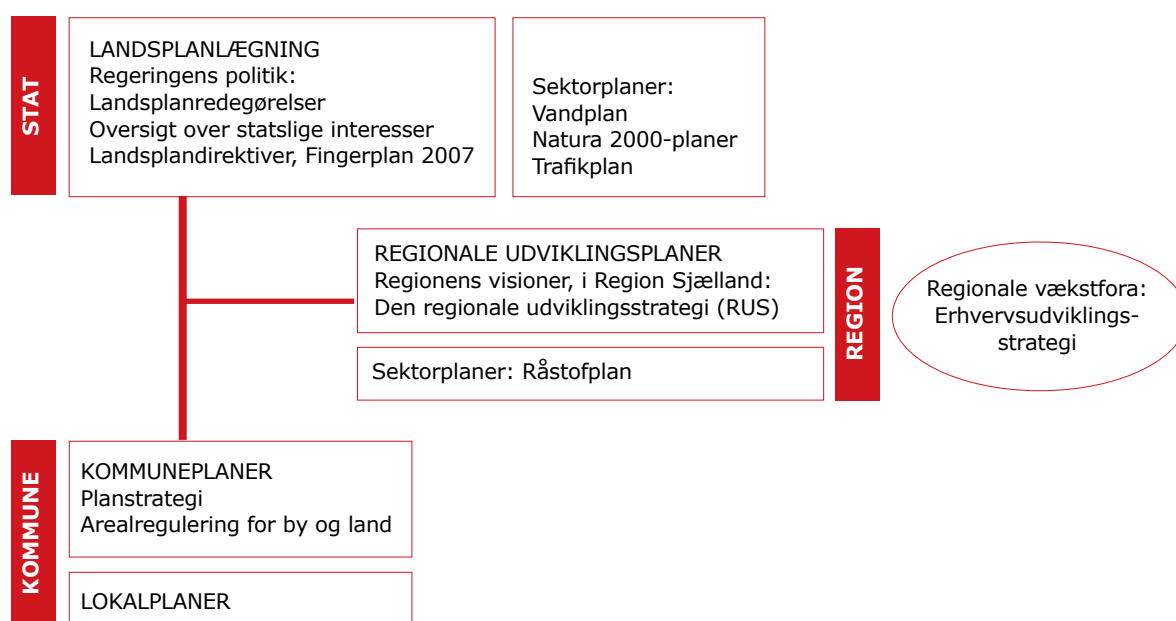 STAT
LANDSPLANLÆGNING
Regeringens politik:
Landsplanredegørelser
Oversigt over statslige interesser
Landsplandirektiver, Fingerplan 2007
Sektorplaner:
Vandplan
Natura 2000-planer
Trafikplan
REGIONALE UDVIKLINGSPLANER
Regionens visioner, i Region Sjælland:
Den regionale udviklingsstrategi (RUS)
Sektorplaner: Råstofplan
REGION
Regionale vækstfora:
Erhvervsudviklings-
strategi
KOMMUNE
KOMMUNEPLANER
Planstrategi
Arealregulering for by og land
LOKALPLANER